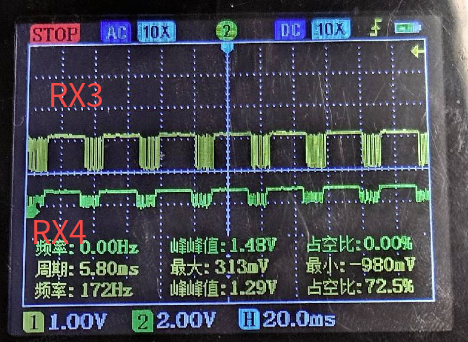 STOP AC 10X 2 DC 10X
RX3
RX4
频率: 0.00Hz 峰峰值: 1.48V 占空比: 0.00%
周期: 5.80ms 最大: 313mV 最小: -980mV
频率: 172Hz 峰峰值: 1.29V 占空比: 72.5%
1 1.00V 2 2.00V H 20.0ms